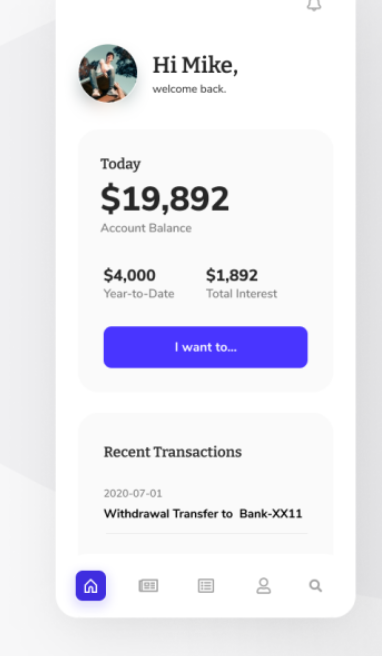 Hi Mike,
welcome back.
Today
$19,892
Account Balance
$4,000 $1,892
Year-to-Date Total Interest
I want to...
Recent Transactions
2020-07-01
Withdrawal Transfer to Bank-XX11